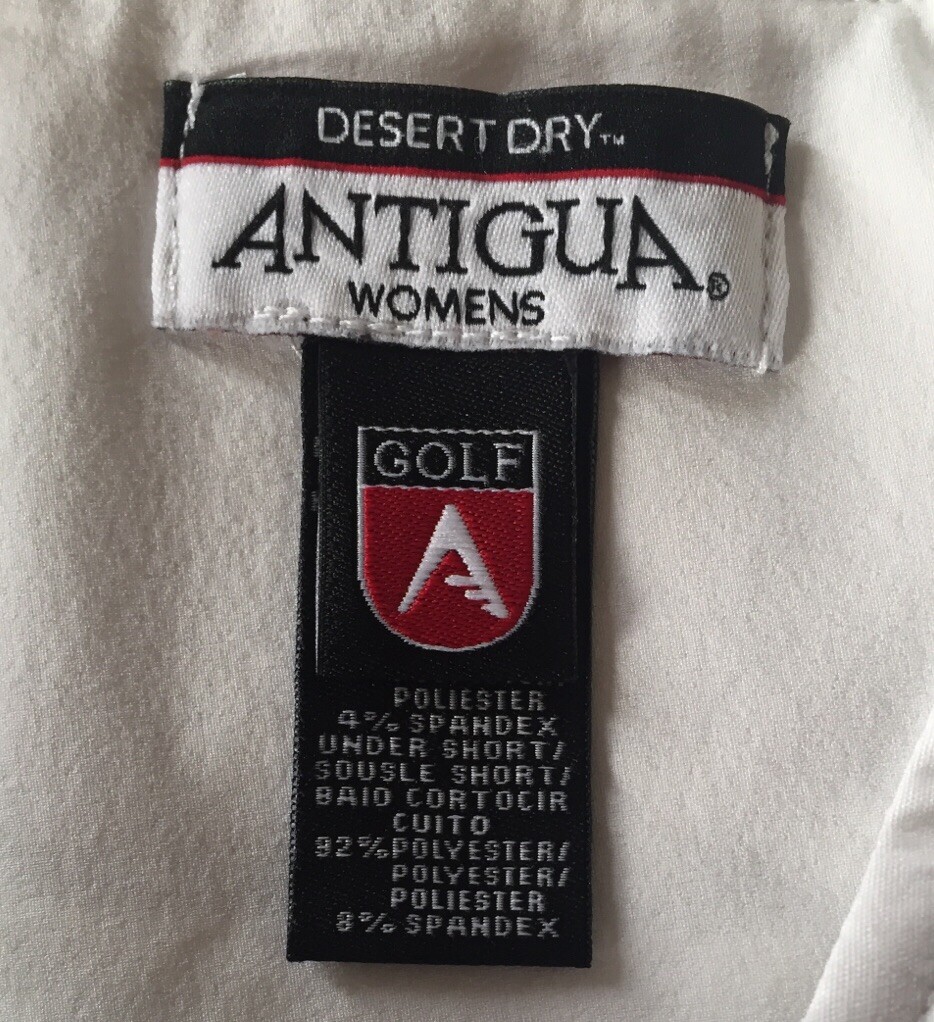 DESERT DRY™
ANTIGUA®
WOMENS
GOLF
POLIESTER
4% SPANDEX
UNDER SHORT/
SOUSLE SHORT/
BAID CORTOCIR
CUITO
92%POLYESTER/
POLYESTER/
POLIESTER
8% SPANDEX